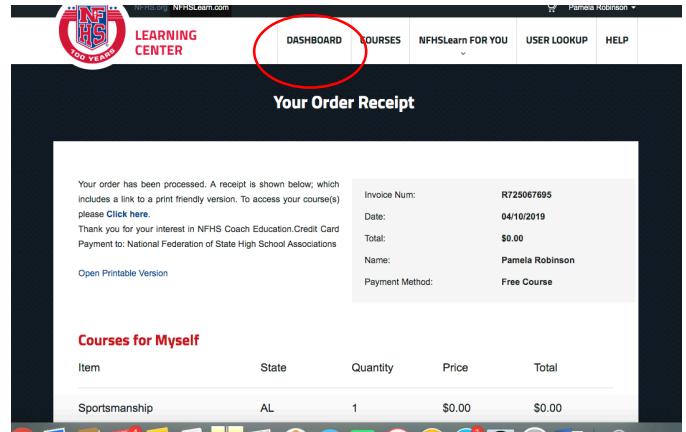 NFHS.org NFHSLearn.com Pamela Robinson
NFHS
100 YEARS
LEARNING
CENTER
DASHBOARD COURSES NFHSLearn FOR YOU USER LOOKUP HELP
Your Order Receipt
Your order has been processed. A receipt is shown below; which
includes a link to a print friendly version. To access your course(s)
please Click here.
Thank you for your interest in NFHS Coach Education.Credit Card
Payment to: National Federation of State High School Associations
Open Printable Version
Invoice Num: R725067695
Date: 04/10/2019
Total: $0.00
Name: Pamela Robinson
Payment Method: Free Course
Courses for Myself
Item State Quantity Price Total
Sportsmanship AL 1 $0.00 $0.00